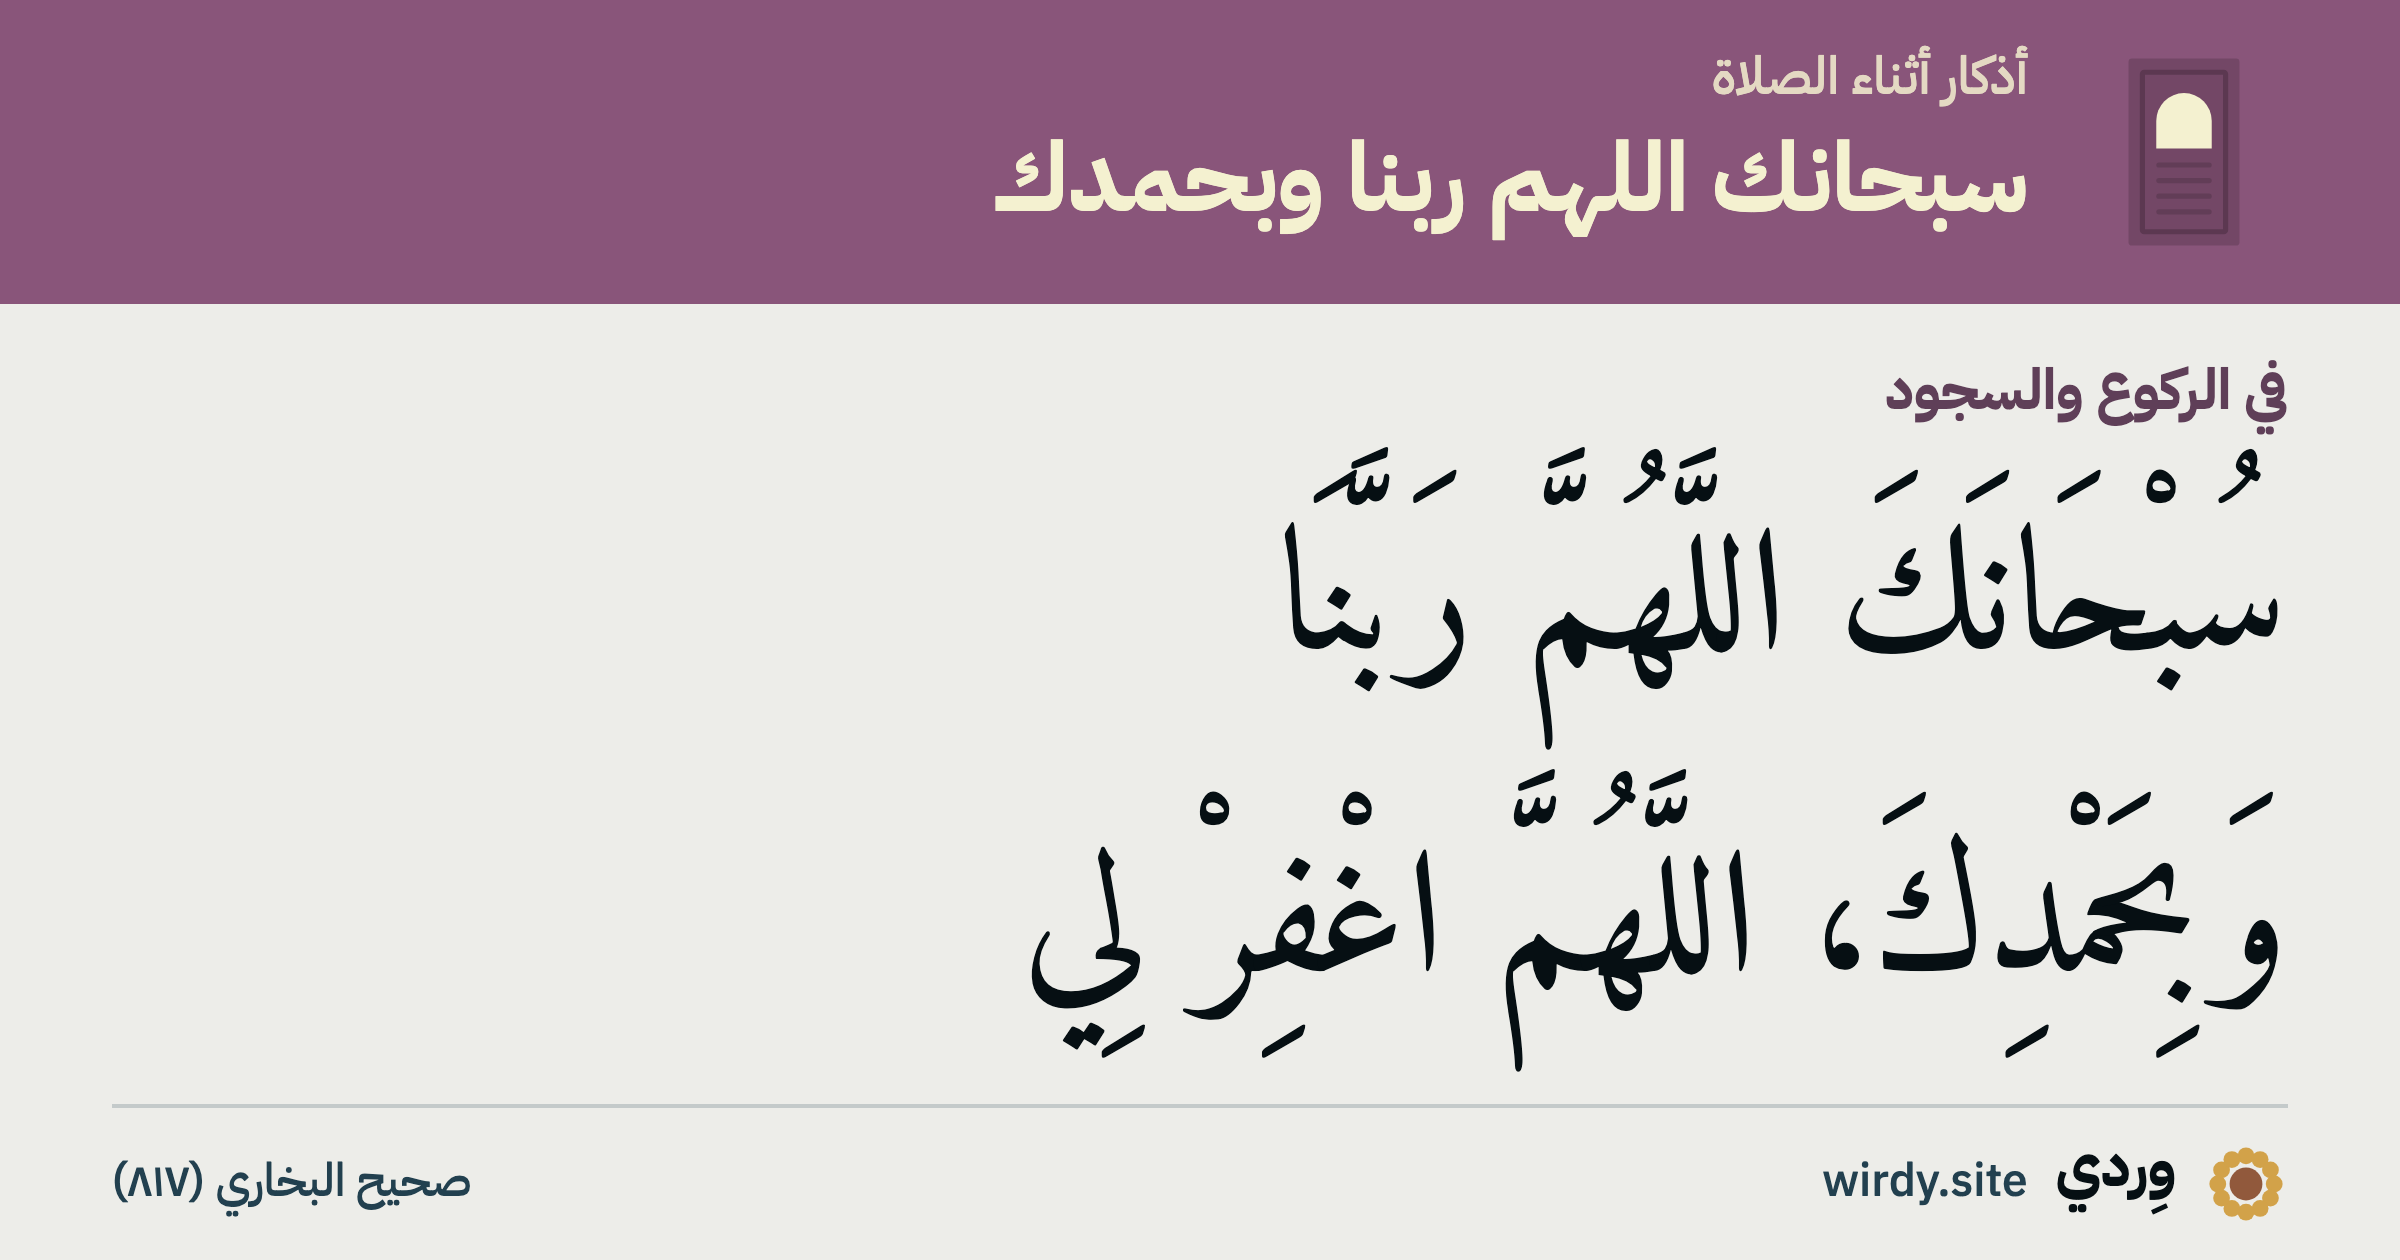 أذكار أثناء الصلاة
سبحانك اللهم ربنا وبحمدك
في الركوع والسجود
سُبْحَانَكَ اللَّهُمَّ رَبَّنَا
وَبِحَمْدِكَ، اللَّهُمَّ اغْفِرْ لِي
وِردي wirdy.site
صحيح البخاري (٨١٧)